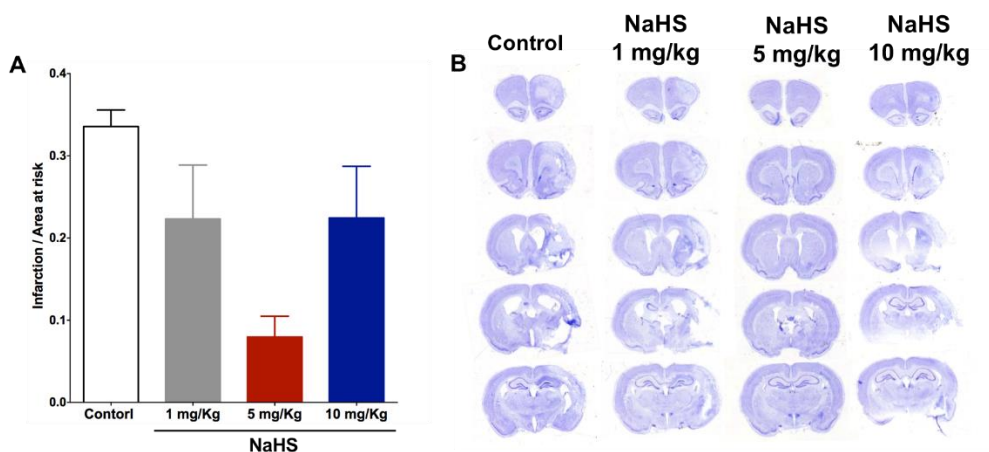 A
Infarction / Area at risk
0.4
0.3
0.2
0.1
0.0
Contorl
1 mg/Kg
5 mg/Kg
10 mg/Kg
NaHS
B
Control
NaHS
1 mg/kg
NaHS
5 mg/kg
NaHS
10 mg/kg